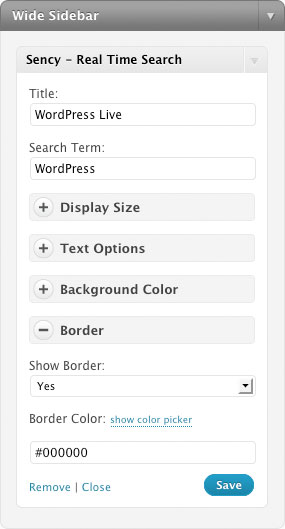 Wide Sidebar
Sency - Real Time Search
Title:
WordPress Live
Search Term:
WordPress
Display Size
Text Options
Background Color
Border
Show Border:
Yes
Border Color: show color picker
#000000
Remove | Close Save